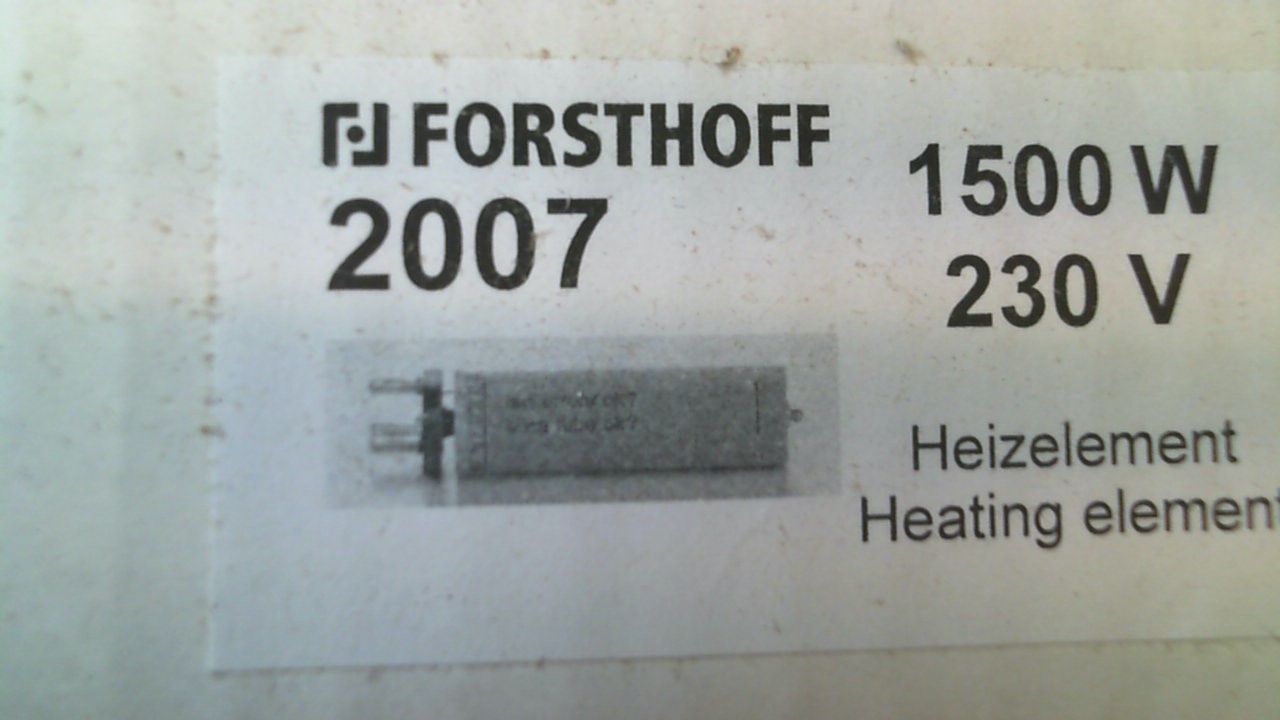 FORSTHOFF
2007
1500 W
230 V
Heizelement
Heating element